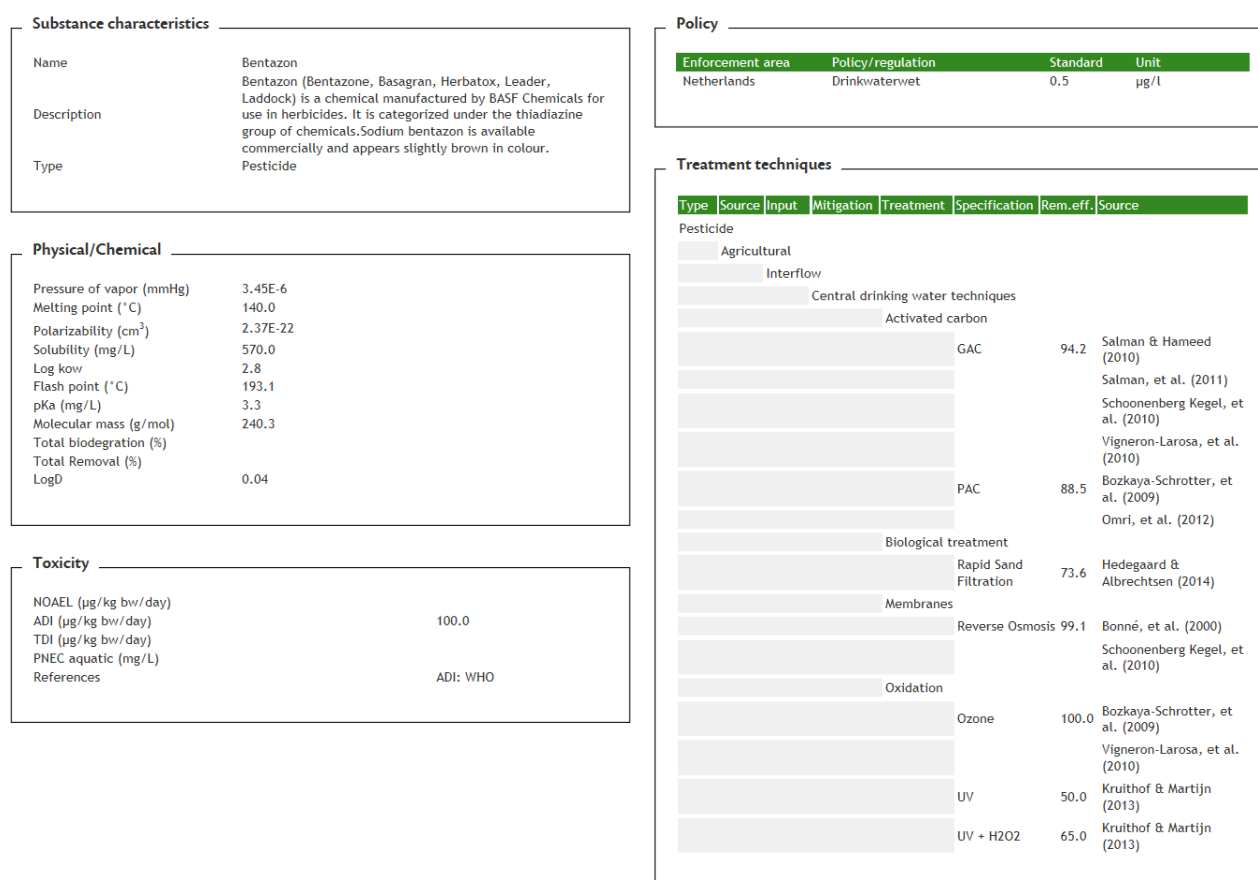 Substance characteristics
Name Bentazon
Description
Bentazon (Bentazone, Basagran, Herbatox, Leader,
Laddock) is a chemical manufactured by BASF Chemicals for
use in herbicides. It is categorized under the thiadiazine
group of chemicals.Sodium bentazon is available
commercially and appears slightly brown in colour.
Type Pesticide
Physical/Chemical
Pressure of vapor (mmHg) 3.45E-6
Melting point (˚C) 140.0
Polarizability (cm3) 2.37E-22
Solubility (mg/L) 570.0
Log kow 2.8
Flash point (˚C) 193.1
pKa (mg/L) 3.3
Molecular mass (g/mol) 240.3
Total biodegration (%)
Total Removal (%)
LogD 0.04
Toxicity
NOAEL (µg/kg bw/day)
ADI (µg/kg bw/day) 100.0
TDI (µg/kg bw/day)
PNEC aquatic (mg/L)
References ADI: WHO
Policy
Enforcement area Policy/regulation Standard Unit
Netherlands Drinkwaterwet 0.5 µg/l
Treatment techniques
Type Source Input Mitigation Treatment Specification Rem.eff. Source
Pesticide
Agricultural
Interflow
Central drinking water techniques
Activated carbon
GAC 94.2 Salman & Hameed
(2010)
Salman, et al. (2011)
Schoonenberg Kegel, et
al. (2010)
Vigneron-Larosa, et al.
(2010)
PAC 88.5 Bozkaya-Schrotter, et
al. (2009)
Omri, et al. (2012)
Biological treatment
Rapid Sand
Filtration 73.6 Hedegaard &
Albrechtsen (2014)
Membranes
Reverse Osmosis 99.1 Bonné, et al. (2000)
Schoonenberg Kegel, et
al. (2010)
Oxidation
Ozone 100.0 Bozkaya-Schrotter, et
al. (2009)
Vigneron-Larosa, et al.
(2010)
UV 50.0 Kruithof & Martijn
(2013)
UV + H2O2 65.0 Kruithof & Martijn
(2013)